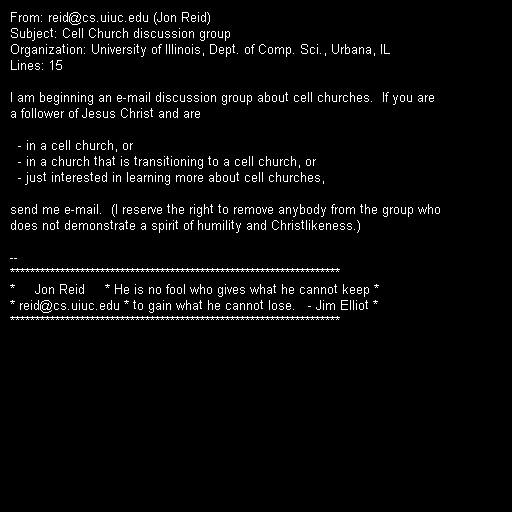 From: reid@cs.uiuc.edu (Jon Reid)
Subject: Cell Church discussion group
Organization: University of Illinois, Dept. of Comp. Sci., Urbana, IL
Lines: 15

I am beginning an e-mail discussion group about cell churches.  If you are
a follower of Jesus Christ and are

  - in a cell church, or
  - in a church that is transitioning to a cell church, or
  - just interested in learning more about cell churches,

send me e-mail.  (I reserve the right to remove anybody from the group who
does not demonstrate a spirit of humility and Christlikeness.)

--
******************************************************************
*     Jon Reid     * He is no fool who gives what he cannot keep *
* reid@cs.uiuc.edu * to gain what he cannot lose.   - Jim Elliot *
******************************************************************